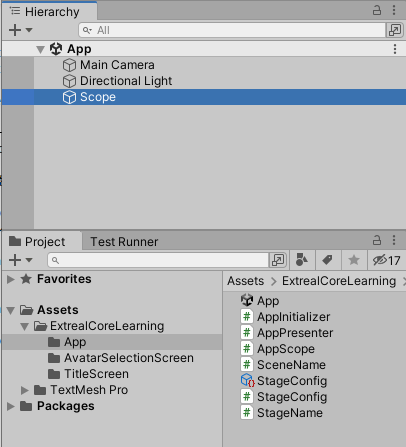 Hierarchy
All
App
Main Camera
Directional Light
Scope
Project
Test Runner
17
Favorites
Assets
ExtrealCoreLearning
App
AvatarSelectionScreen
TitleScreen
TextMesh Pro
Packages
Assets > ExtrealCoreLearning >
App
AppInitializer
AppPresenter
AppScope
SceneName
StageConfig
StageConfig
StageName